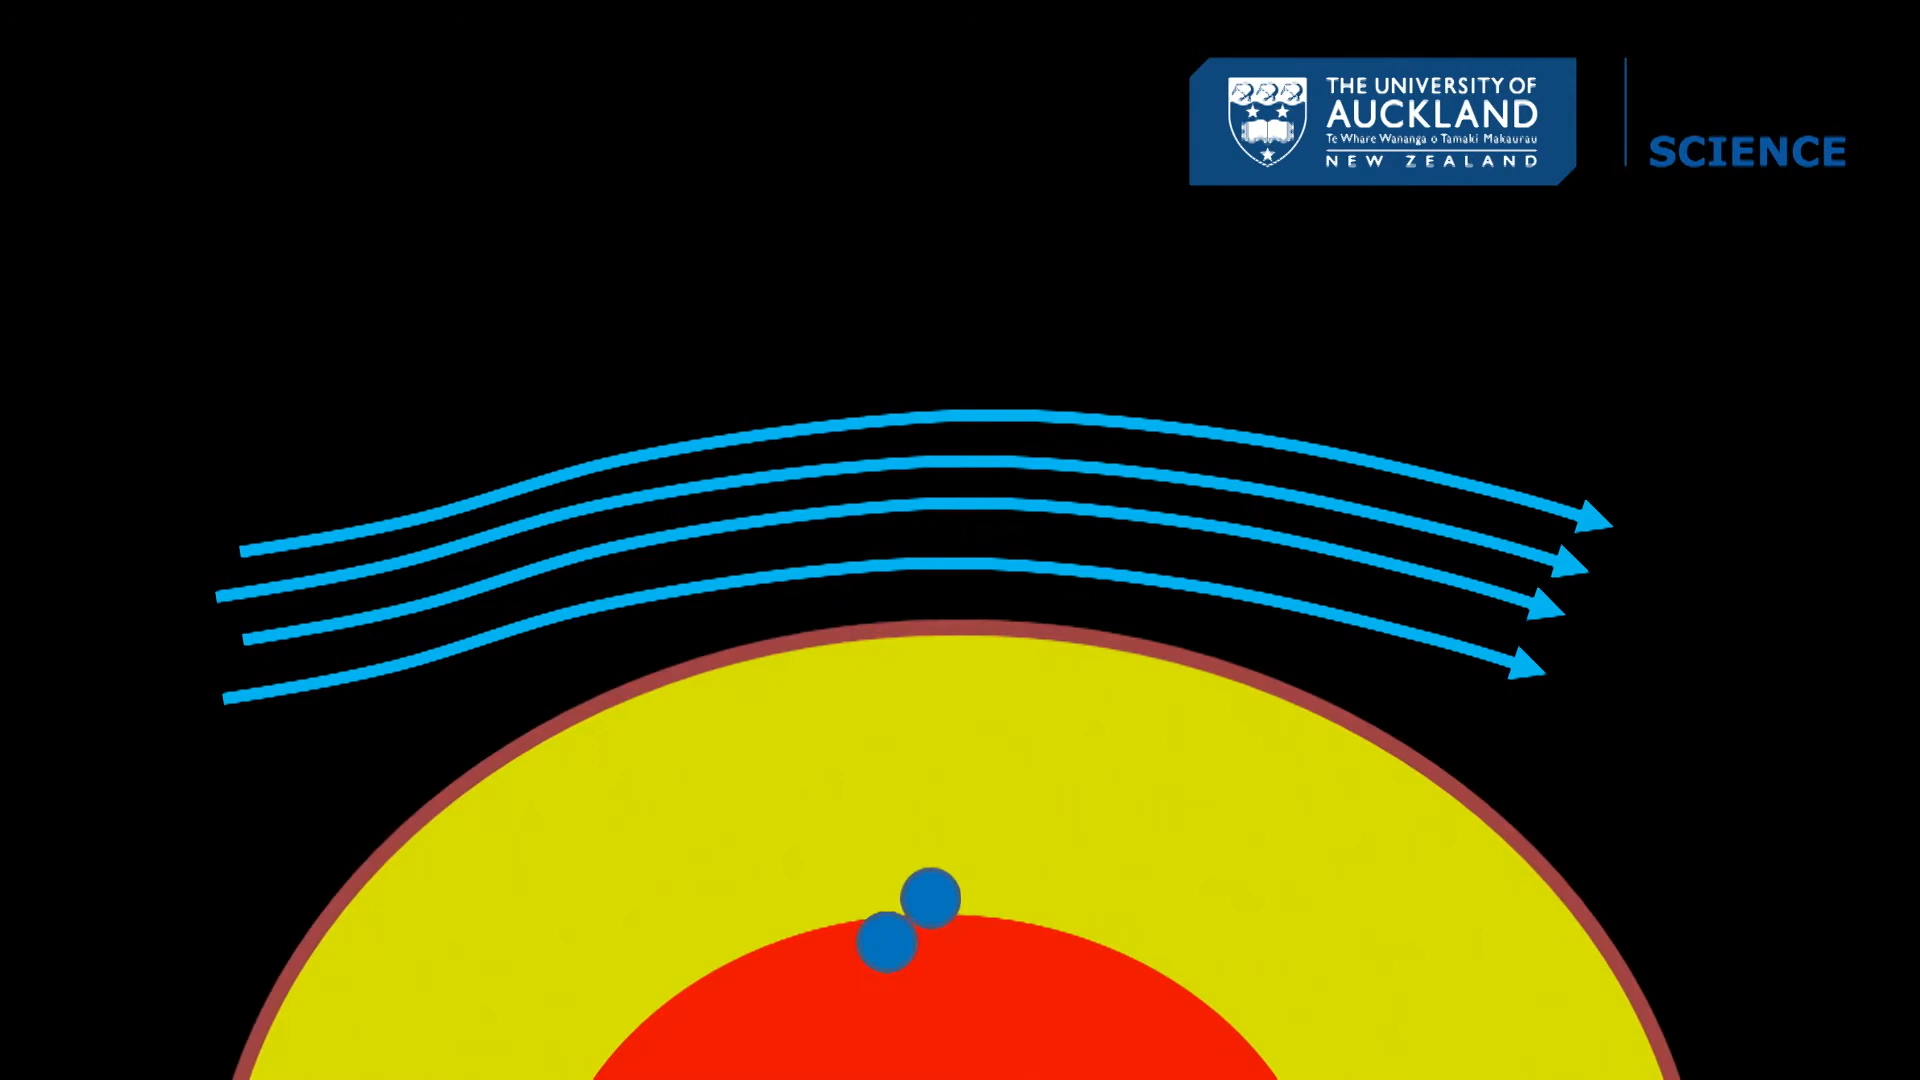 THE UNIVERSITY OF
AUCKLAND
Te Whare Wananga o Tamaki Makaurau
NEW ZEALAND
SCIENCE